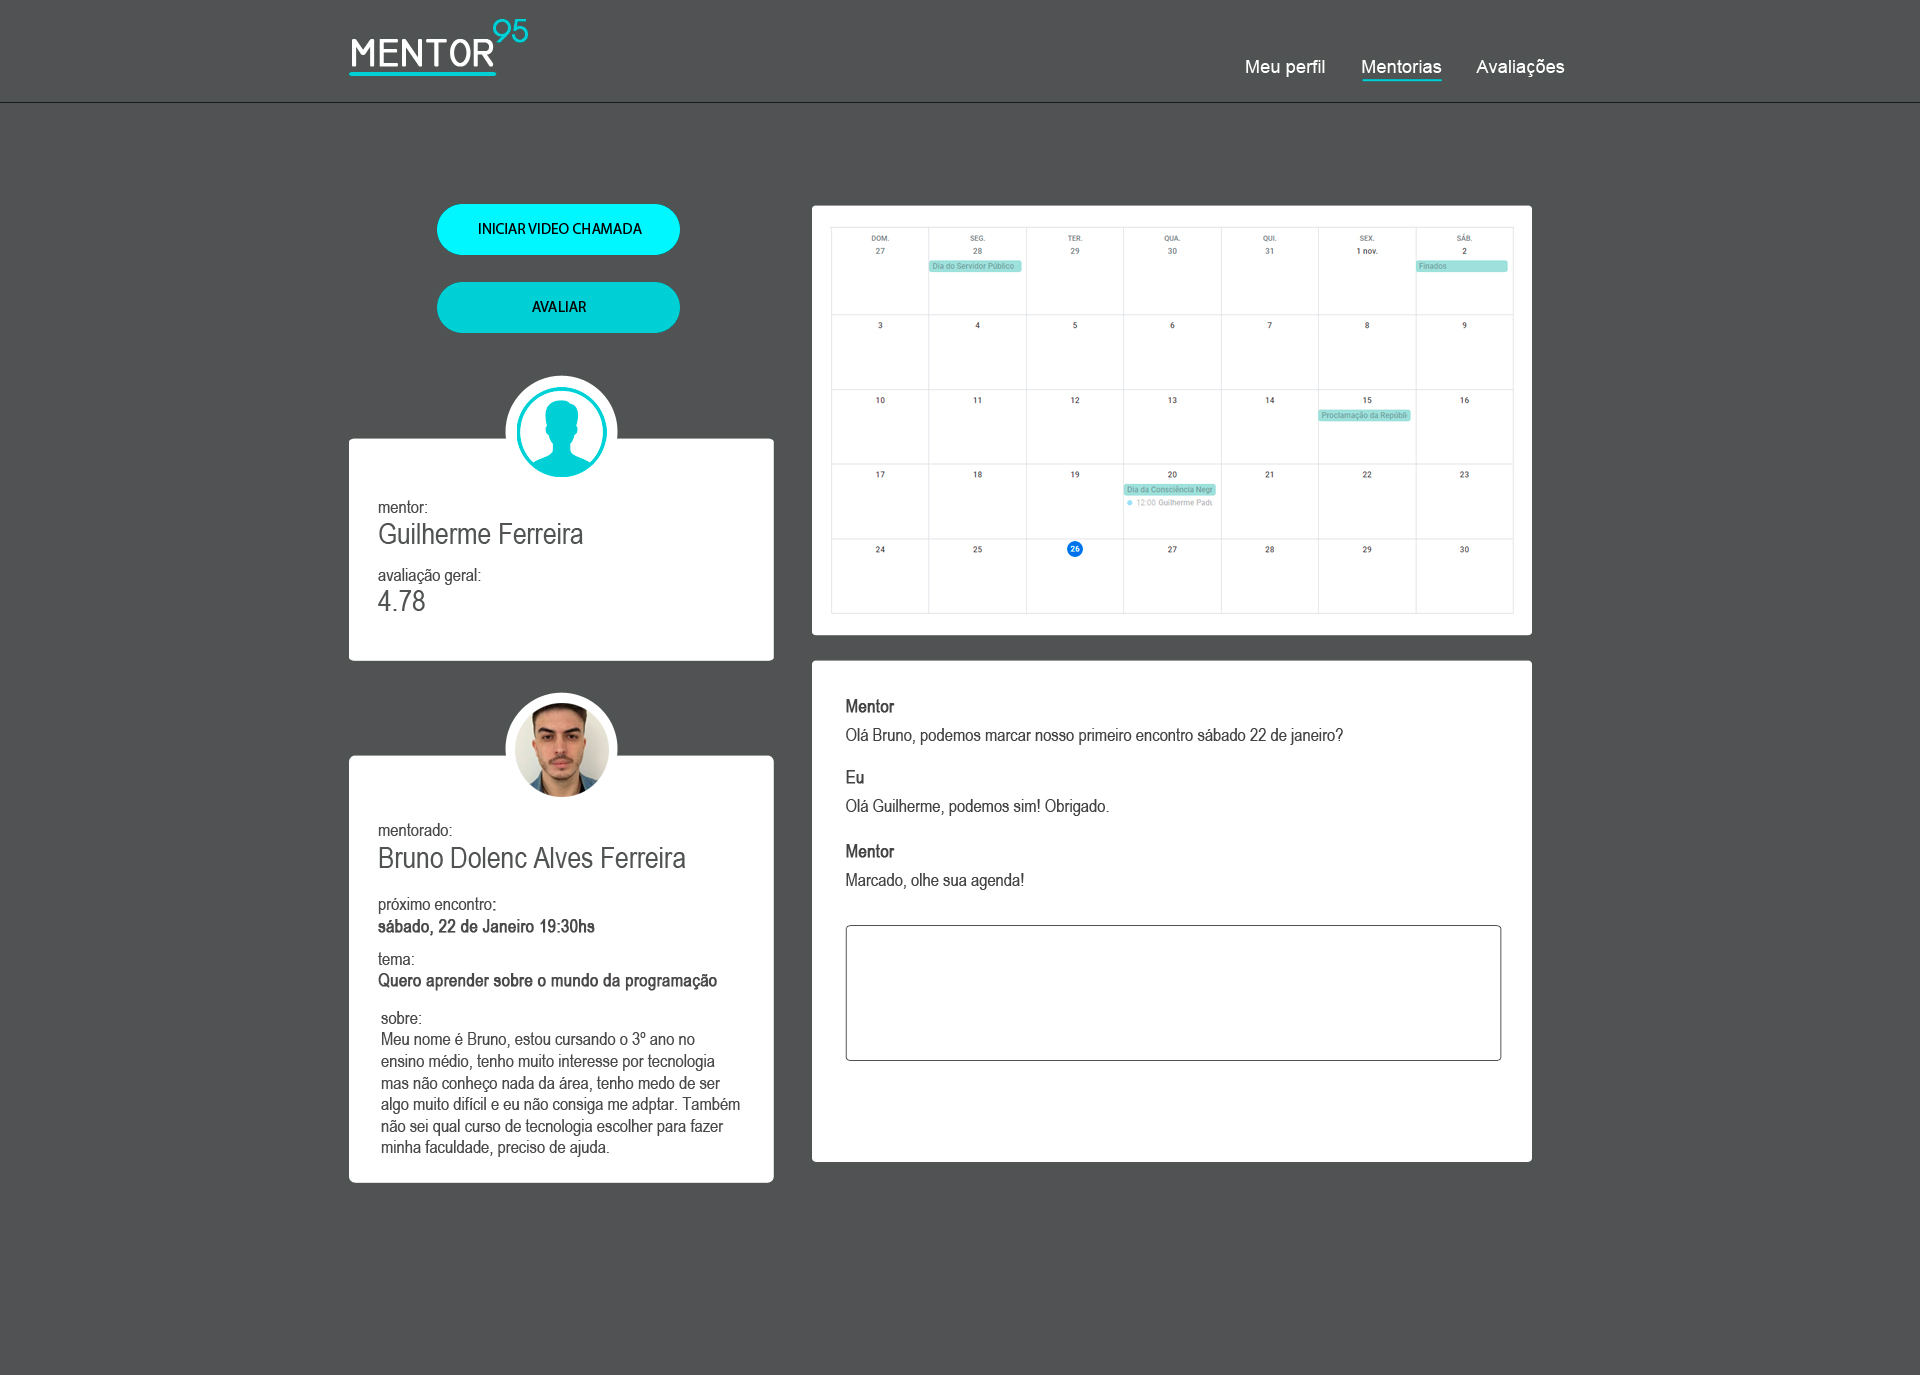 MENTOR 95
Meu perfil Mentorias Avaliações
INICIAR VIDEO CHAMADA
AVALIAR
mentor:
Guilherme Ferreira
avaliação geral:
4.78
mentorado:
Bruno Dolenc Alves Ferreira
próximo encontro:
sábado, 22 de Janeiro 19:30hs
tema:
Quero aprender sobre o mundo da programação
sobre:
Meu nome é Bruno, estou cursando o 3º ano no
ensino médio, tenho muito interesse por tecnologia
mas não conheço nada da área, tenho medo de ser
algo muito difícil e eu não consiga me adptar. Também
não sei qual curso de tecnologia escolher para fazer
minha faculdade, preciso de ajuda.
DOM. SEG. TER. QUA. QUI. SEX. SÁB.
27 28 29 30 31 1 nov. 2
Dia do Servidor Público Finados
3 4 5 6 7 8 9
10 11 12 13 14 15 16
Proclamação da Repúbli
17 18 19 20 21 22 23
Dia da Consciência Negr
12:00 Guilherme Padu
24 25 26 27 28 29 30
Mentor
Olá Bruno, podemos marcar nosso primeiro encontro sábado 22 de janeiro?
Eu
Olá Guilherme, podemos sim! Obrigado.
Mentor
Marcado, olhe sua agenda!